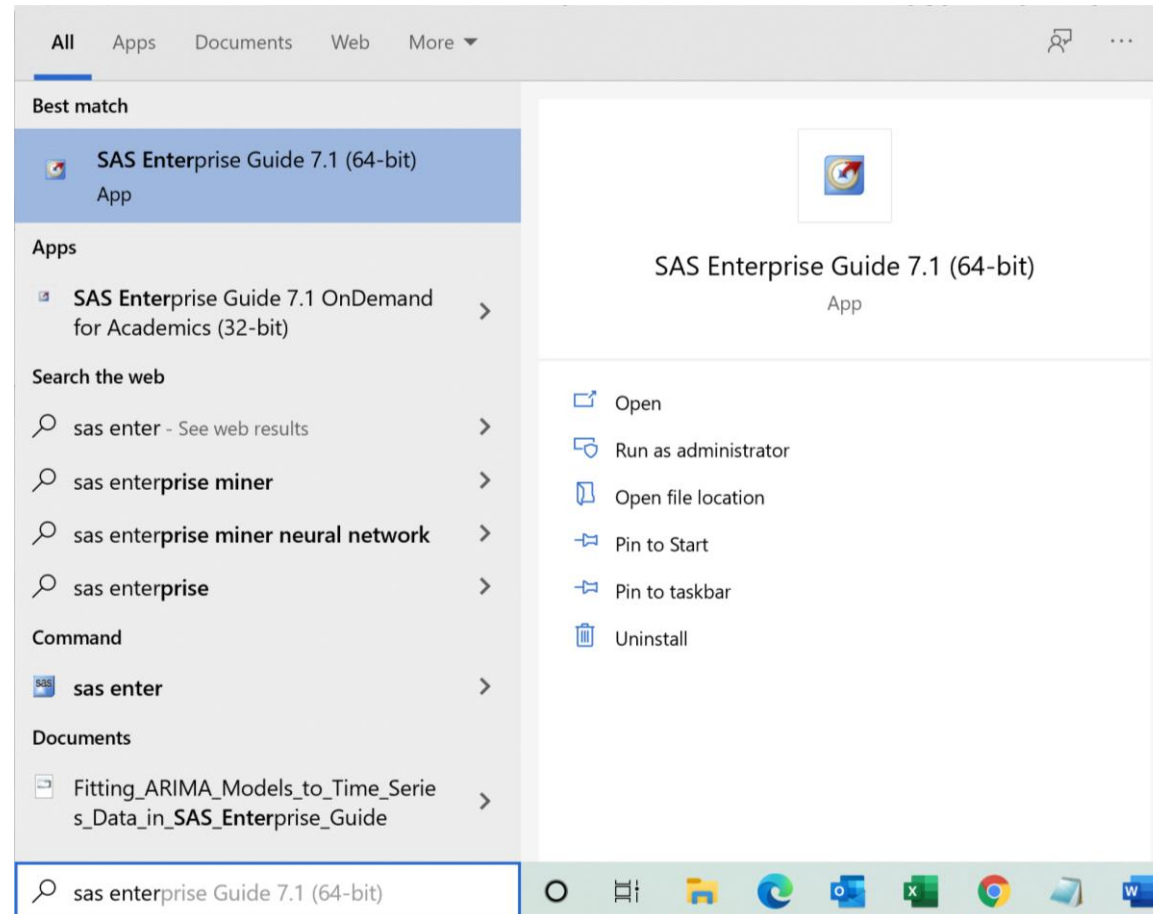 All Apps Documents Web More
Best match
SAS Enterprise Guide 7.1 (64-bit)
App
Apps
SAS Enterprise Guide 7.1 OnDemand
for Academics (32-bit)
Search the web
sas enter - See web results
sas enterprise miner
sas enterprise miner neural network
sas enterprise
Command
sas
sas enter
Documents
Fitting_ARIMA_Models_to_Time_Serie
s_Data_in_SAS_Enterprise_Guide
sas enterprise Guide 7.1 (64-bit)
SAS Enterprise Guide 7.1 (64-bit)
App
Open
Run as administrator
Open file location
Pin to Start
Pin to taskbar
Uninstall